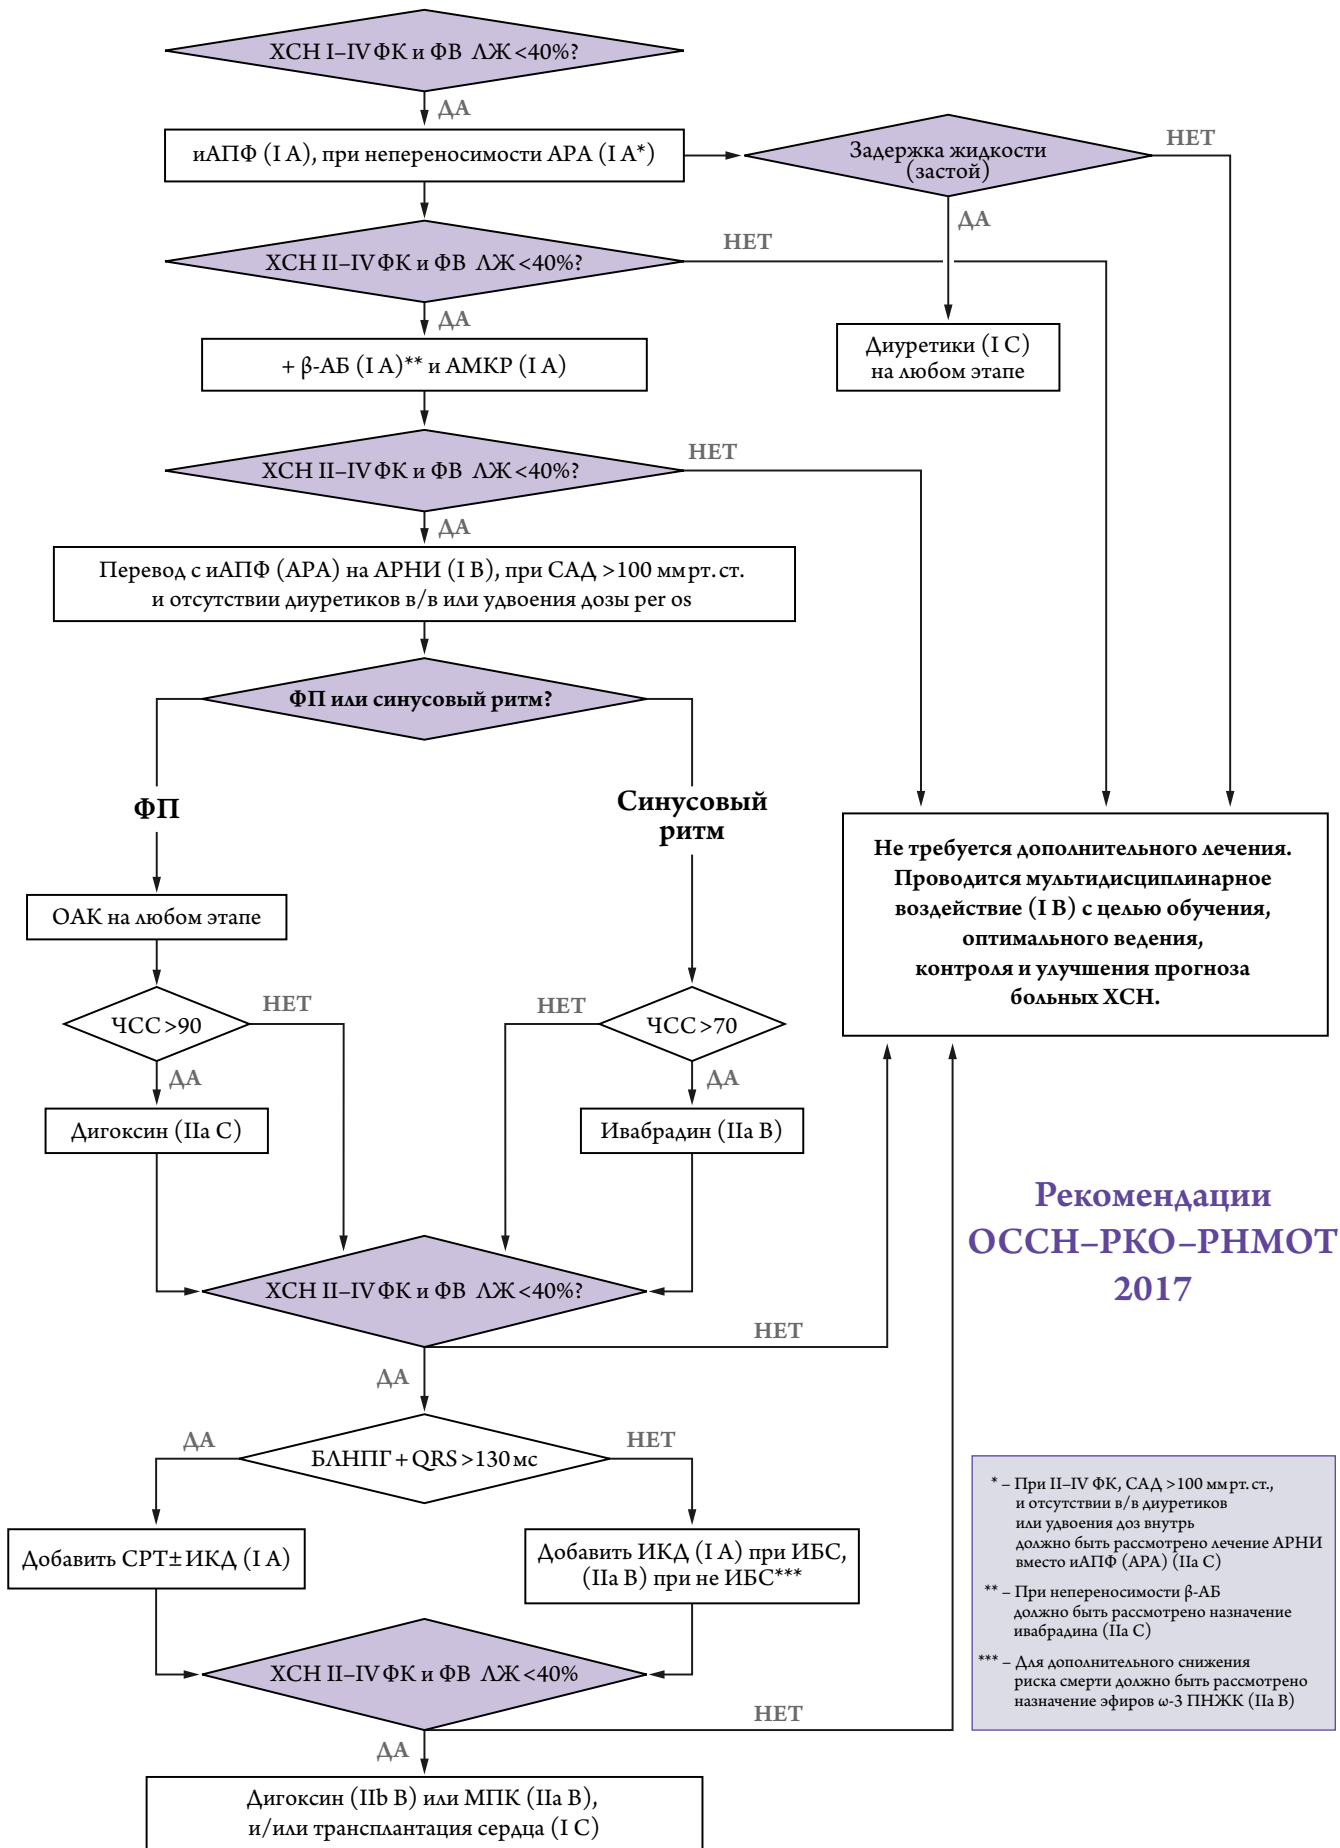 ХСН I–IV ФК и ФВ ЛЖ <40%?
ДА
иАПФ (I A), при непереносимости АРА (I A*)
Задержка жидкости
(застой)
НЕТ
ДА
Диуретики (I C)
на любом этапе
ХСН II–IV ФК и ФВ ЛЖ <40%?
НЕТ
ДА
+ β-АБ (I A)** и АМКР (I A)
ХСН II–IV ФК и ФВ ЛЖ <40%?
НЕТ
ДА
Перевод с иАПФ (АРА) на АРНИ (I B), при САД >100 мм рт. ст.
и отсутствии диуретиков в/в или удвоения дозы per os
ФП или синусовый ритм?
ФП
Синусовый
ритм
Не требуется дополнительного лечения.
Проводится мультидисциплинарное
воздействие (I B) с целью обучения,
оптимального ведения,
контроля и улучшения прогноза
больных ХСН.
ОАК на любом этапе
ЧСС >90
НЕТ
ДА
Дигоксин (IIa C)
НЕТ
ЧСС >70
ДА
Ивабрадин (IIa B)
ХСН II–IV ФК и ФВ ЛЖ <40%?
НЕТ
ДА
Рекомендации
ОССН–РКО–РНМОТ
2017
ДА
БЛНПГ + QRS >130 мс
НЕТ
Добавить СРТ± ИКД (I A)
Добавить ИКД (I A) при ИБС,
(IIa B) при не ИБС***
ХСН II–IV ФК и ФВ ЛЖ <40%
НЕТ
ДА
Дигоксин (IIb B) или МПК (IIa B),
и/или трансплантация сердца (I C)
* – При II–IV ФК, САД >100 мм рт. ст.,
и отсутствии в/в диуретиков
или удвоения доз внутрь
должно быть рассмотрено лечение АРНИ
вместо иАПФ (АРА) (IIa C)
** – При непереносимости β-АБ
должно быть рассмотрено назначение
ивабрадина (IIa C)
*** – Для дополнительного снижения
риска смерти должно быть рассмотрено
назначение эфиров ω-3 ПНЖК (IIa B)